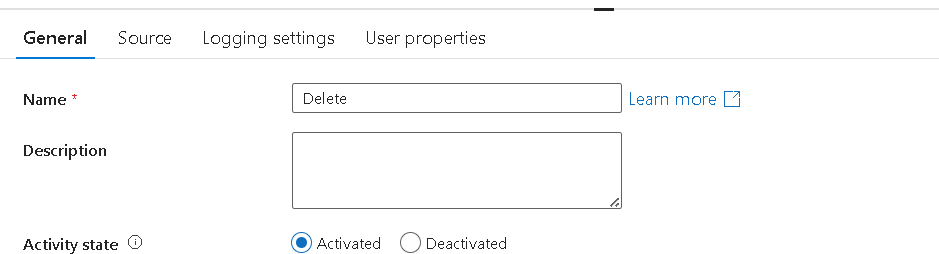 General Source Logging settings User properties
Name * Delete Learn more
Description
Activity state Activated Deactivated